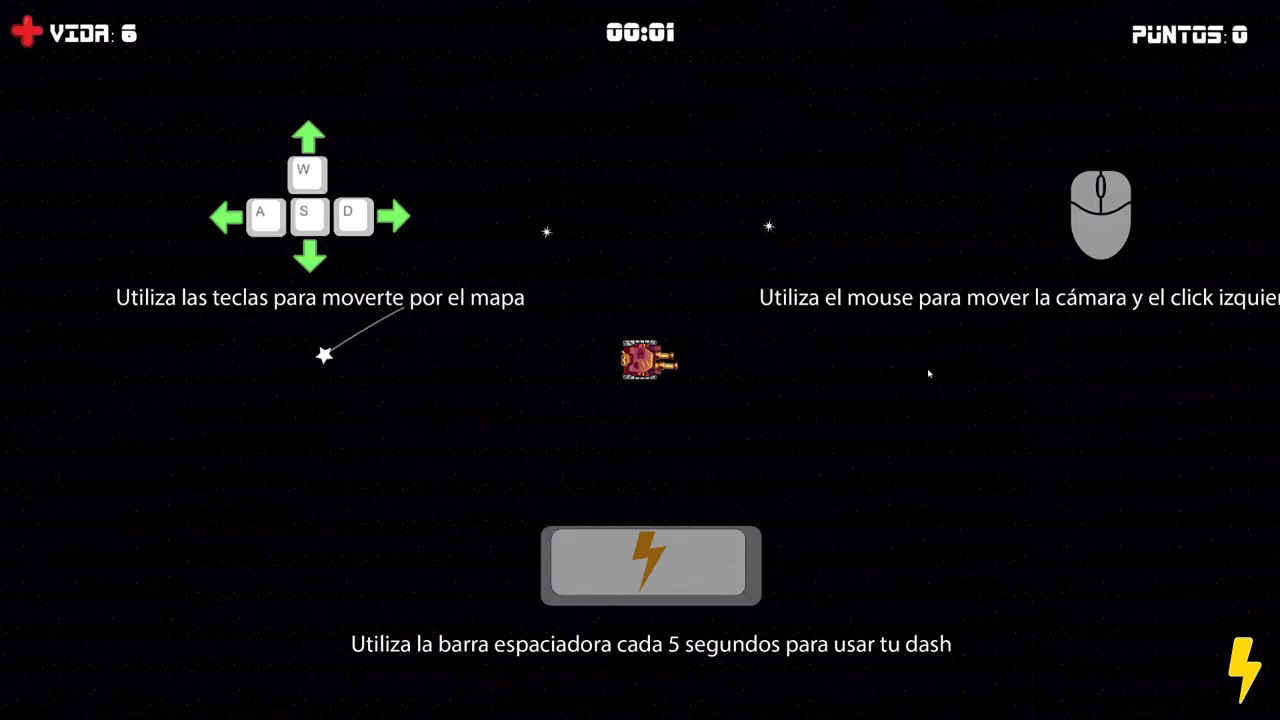 VIDA: 6
00:01
PUNTOS: 0
W
A S D
Utiliza las teclas para moverte por el mapa
Utiliza el mouse para mover la cámara y el click
Utiliza la barra espaciadora cada 5 segundos para usar tu dash